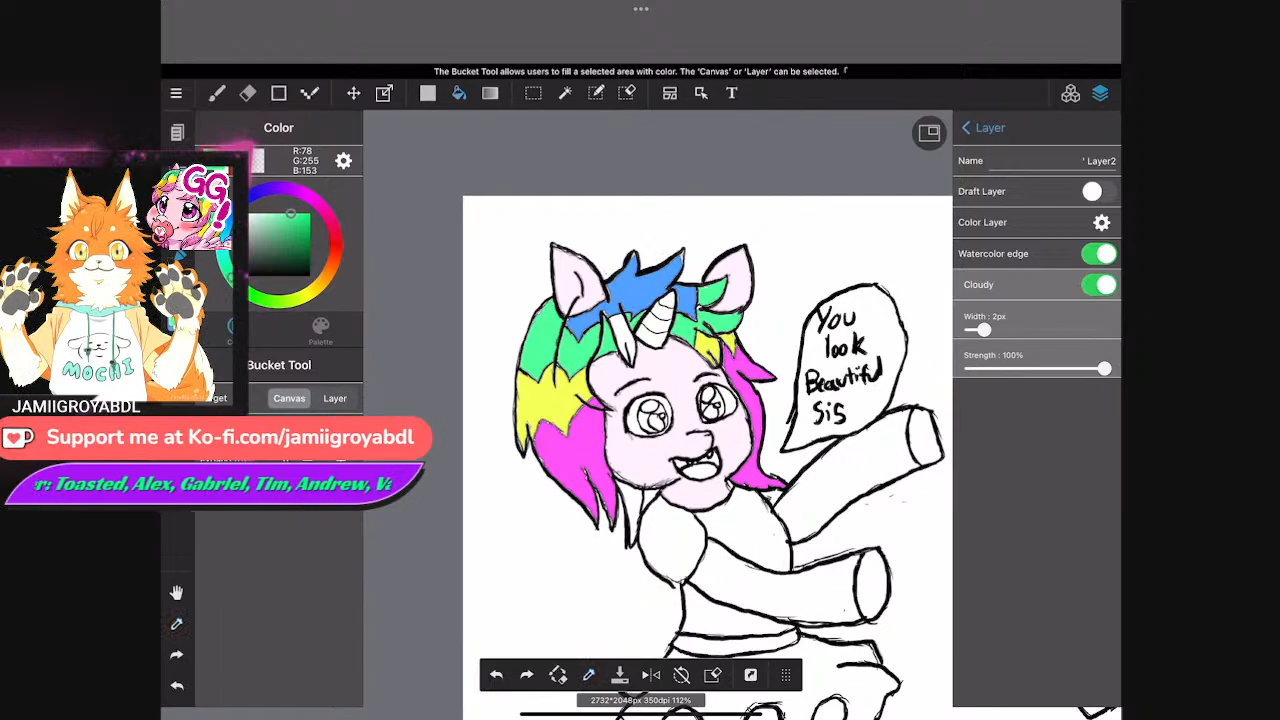 The Bucket Tool allows users to fill a selected area with color. The 'Canvas' or 'Layer' can be selected. 「
T
Color
R:78
G:255
B:153
Layer
Name ' Layer2
Draft Layer
Color Layer
Watercolor edge
Cloudy
Width : 2px
Strength : 100%
GG!
MOCHI
Palette
Bucket Tool
Canvas Layer
JAMIIGROYABDL
Support me at Ko-fi.com/jamiigroyabdl
r: Toasted, Alex, Gabriel, Tim, Andrew, Va
You
look
Beautiful
Sis
2732*2048px 350dpi 112%